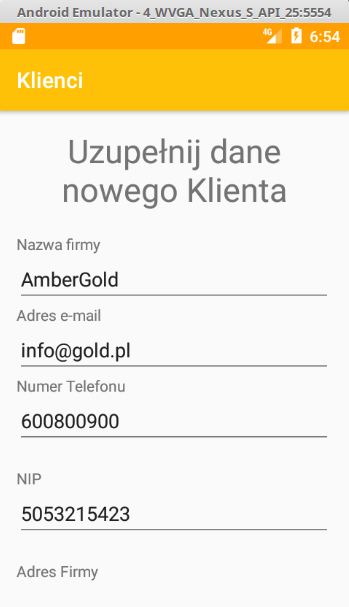 Android Emulator - 4_WVGA_Nexus_S_API_25:5554
4G 6:54
Klienci
Uzupełnij dane
nowego Klienta
Nazwa firmy
AmberGold
Adres e-mail
info@gold.pl
Numer Telefonu
600800900
NIP
5053215423
Adres Firmy